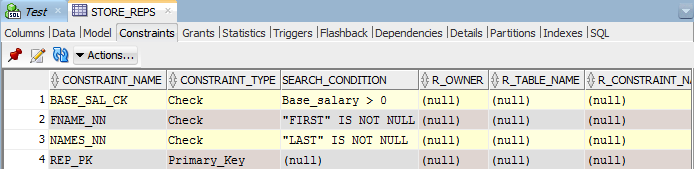 SQL Test STORE_REPS
Columns Data Model Constraints Grants Statistics Triggers Flashback Dependencies Details Partitions Indexes SQL
Actions...
CONSTRAINT_NAME CONSTRAINT_TYPE SEARCH_CONDITION R_OWNER R_TABLE_NAME R_CONSTRAINT_NA
1 BASE_SAL_CK Check Base_salary > 0 (null) (null) (null)
2 FNAME_NN Check "FIRST" IS NOT NULL (null) (null) (null)
3 NAMES_NN Check "LAST" IS NOT NULL (null) (null) (null)
4 REP_PK Primary_Key (null) (null) (null) (null)